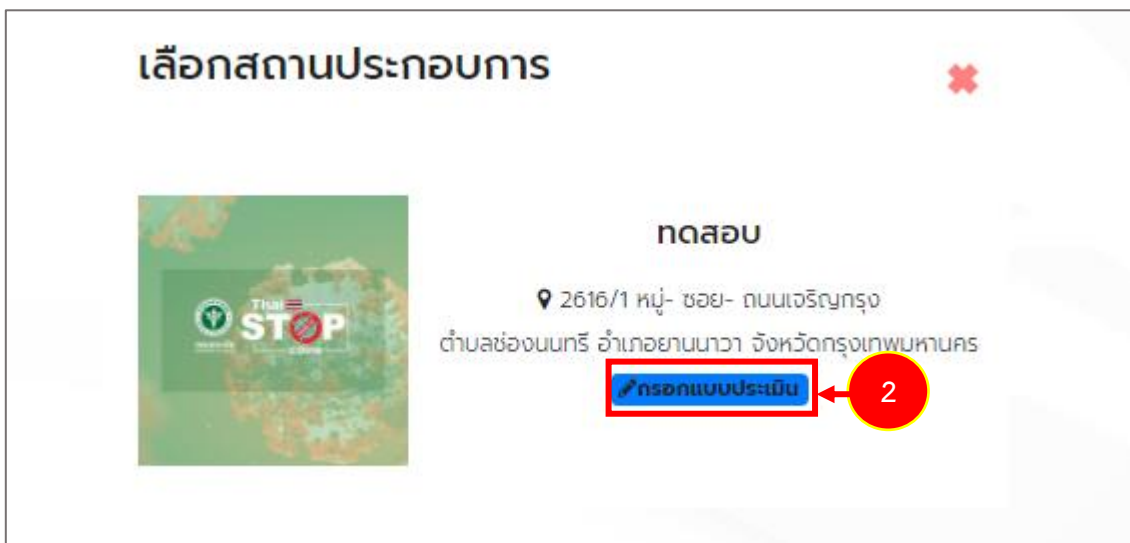 เลือกสถานประกอบการ
ทดสอบ
2616/1 หมู่- ซอย- ถนนเจริญกรุง
ตำบลช่องนนทรี อำเภอยานนาวา จังหวัดกรุงเทพมหานคร
กรอกแบบประเมิน
2
Thai
STOP